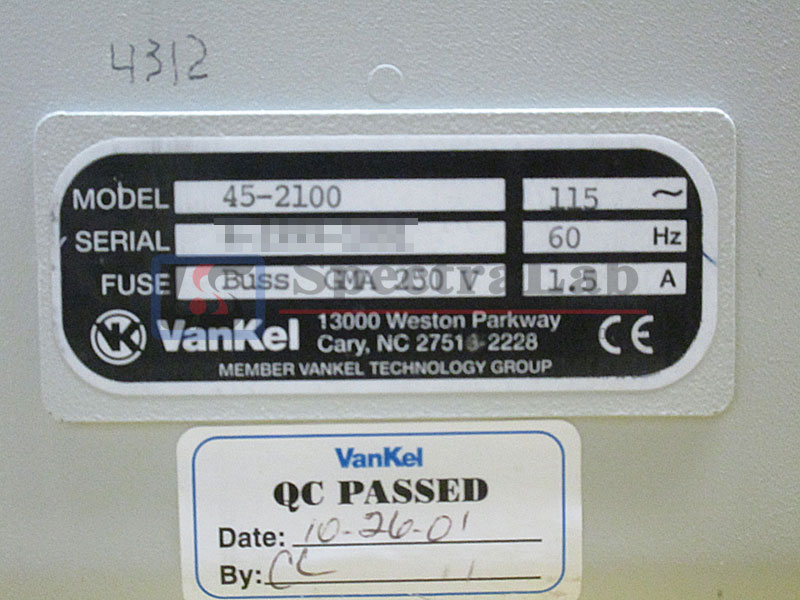 4312
MODEL 45-2100 115 ~
SERIAL 60 Hz
FUSE Buss GMA 250 V 1.5 A
SpectraLab
VanKel 13000 Weston Parkway
Cary, NC 27513-2228
CE
MEMBER VANKEL TECHNOLOGY GROUP
VanKel
QC PASSED
Date: 10-26-01
By: CL